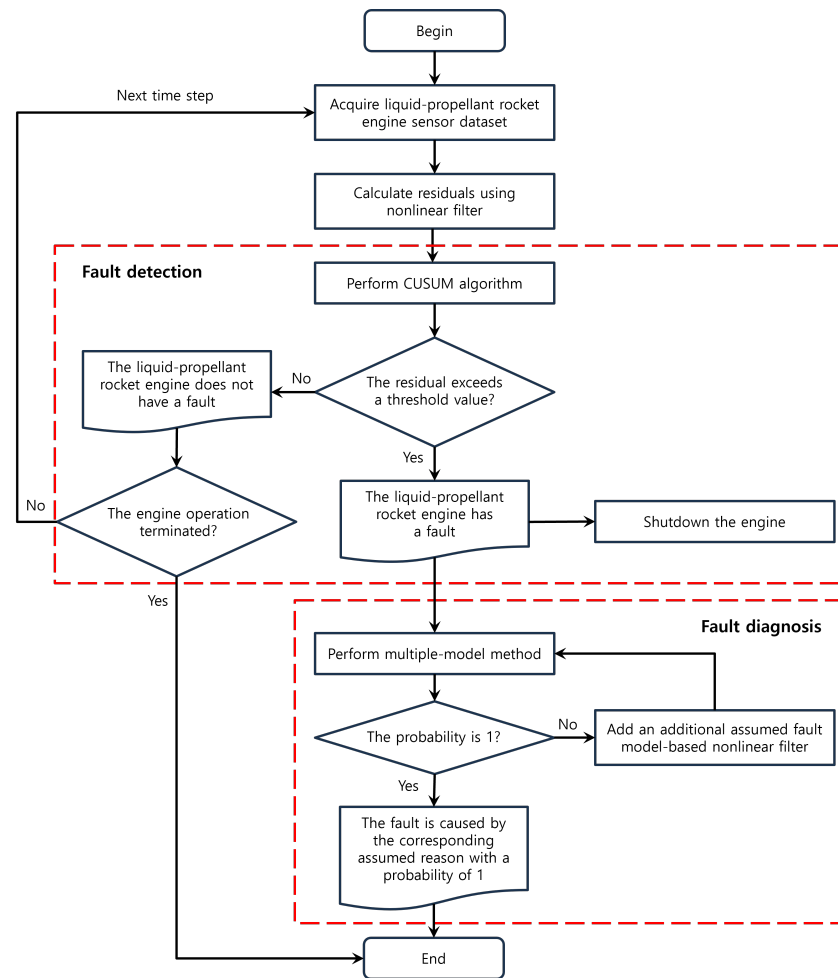 Begin
Next time step
Acquire liquid-propellant rocket
engine sensor dataset
Calculate residuals using
nonlinear filter
Fault detection
Perform CUSUM algorithm
The liquid-propellant
rocket engine does not
have a fault
No
The residual exceeds
a threshold value?
Yes
No
The engine operation
terminated?
The liquid-propellant
rocket engine has
a fault
Shutdown the engine
Yes
Fault diagnosis
Perform multiple-model method
The probability is 1?
No
Add an additional assumed fault
model-based nonlinear filter
Yes
The fault is caused by
the corresponding
assumed reason with a
probability of 1
End